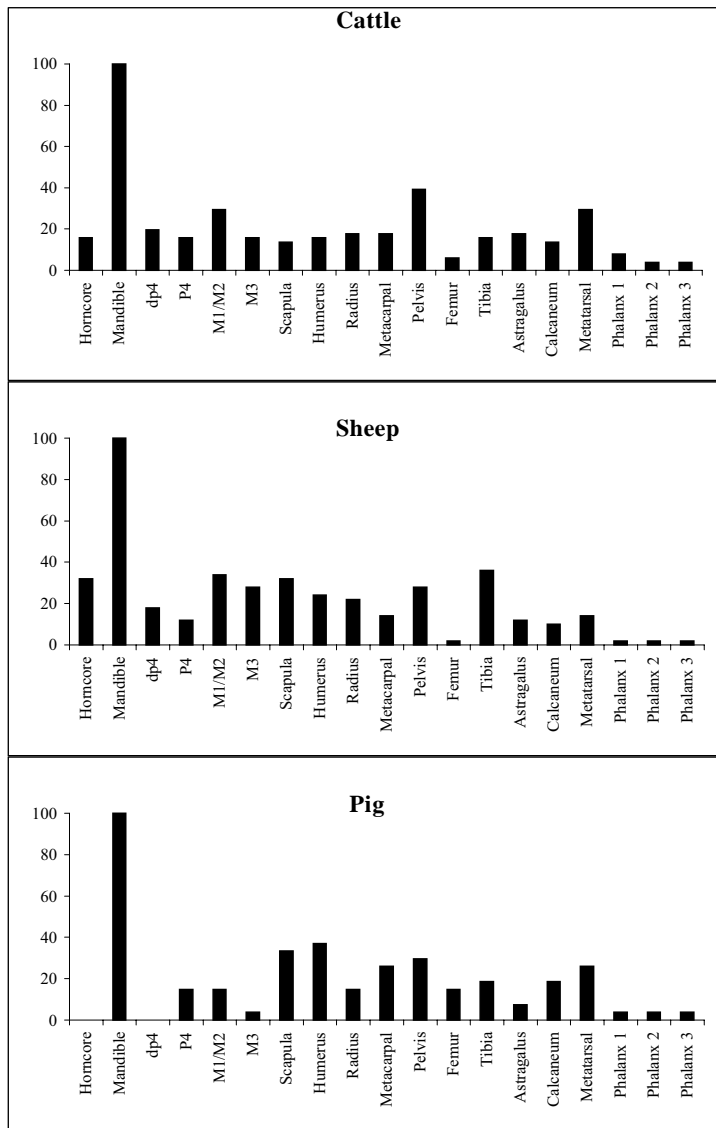 Cattle
100
80
60
40
20
0
Horncore
Mandible
dp4
P4
M1/M2
M3
Scapula
Humerus
Radius
Metacarpal
Pelvis
Femur
Tibia
Astragalus
Calcaneum
Metatarsal
Phalanx 1
Phalanx 2
Phalanx 3
Sheep
100
80
60
40
20
0
Horncore
Mandible
dp4
P4
M1/M2
M3
Scapula
Humerus
Radius
Metacarpal
Pelvis
Femur
Tibia
Astragalus
Calcaneum
Metatarsal
Phalanx 1
Phalanx 2
Phalanx 3
Pig
100
80
60
40
20
0
Horncore
Mandible
dp4
P4
M1/M2
M3
Scapula
Humerus
Radius
Metacarpal
Pelvis
Femur
Tibia
Astragalus
Calcaneum
Metatarsal
Phalanx 1
Phalanx 2
Phalanx 3